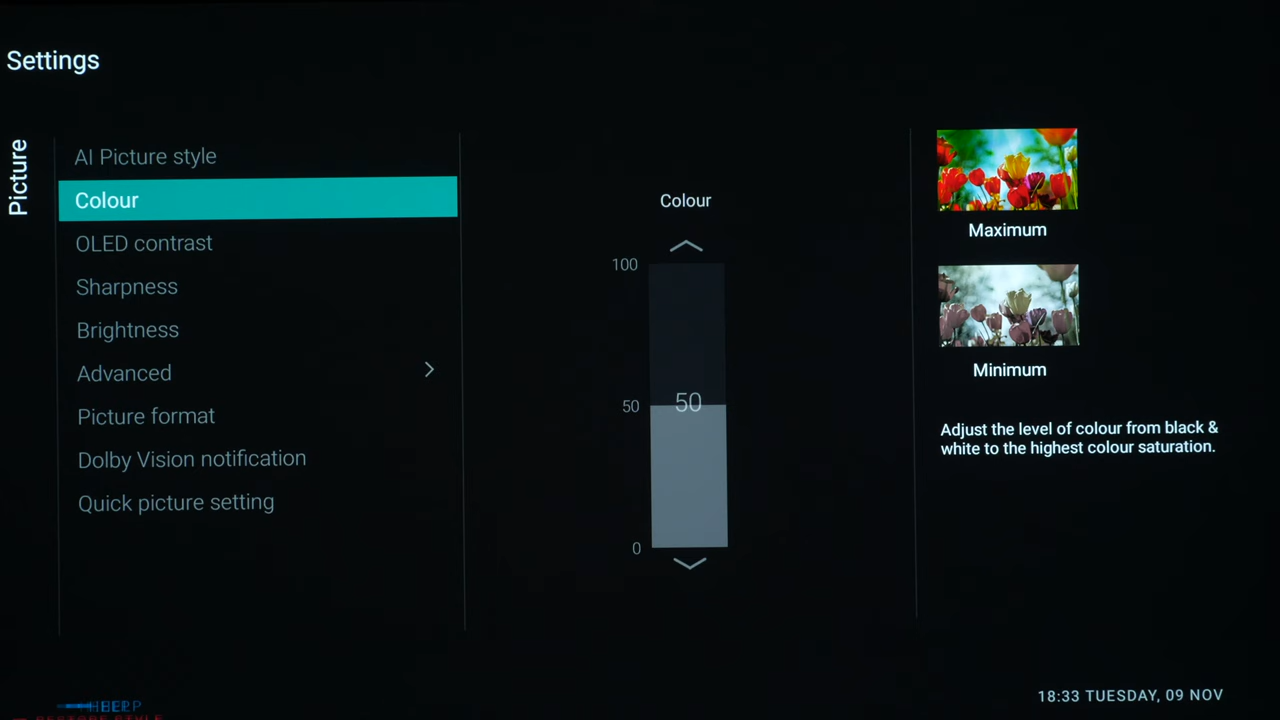 Settings
Picture
AI Picture style
Colour
OLED contrast
Sharpness
Brightness
Advanced
Picture format
Dolby Vision notification
Quick picture setting
Colour
100
50
50
0
Maximum
Minimum
Adjust the level of colour from black &
white to the highest colour saturation.
18:33 TUESDAY, 09 NOV